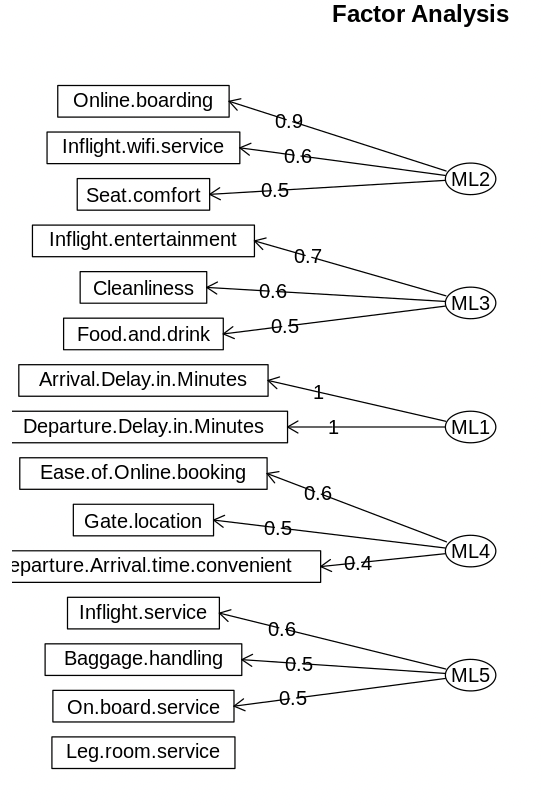 Factor Analysis
Online.boarding
0.9
Inflight.wifi.service
0.6
ML2
Seat.comfort
0.5
Inflight.entertainment
0.7
Cleanliness
0.6
ML3
Food.and.drink
0.5
Arrival.Delay.in.Minutes
1
Departure.Delay.in.Minutes
1
ML1
Ease.of.Online.booking
0.6
Gate.location
0.5
ML4
eparture.Arrival.time.convenient
0.4
Inflight.service
0.6
Baggage.handling
0.5
ML5
On.board.service
0.5
Leg.room.service